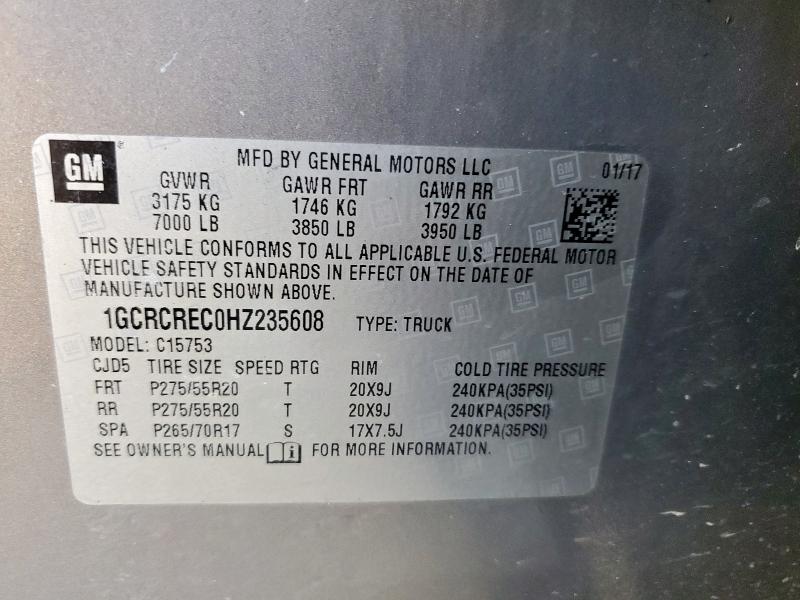 GM
MFD BY GENERAL MOTORS LLC
01/17
GVWR GAWR FRT GAWR RR
3175 KG 1746 KG 1792 KG
7000 LB 3850 LB 3950 LB
THIS VEHICLE CONFORMS TO ALL APPLICABLE U.S. FEDERAL MOTOR
VEHICLE SAFETY STANDARDS IN EFFECT ON THE DATE OF
MANUFACTURE SHOWN ABOVE.
1GCRCREC0HZ235608 TYPE: TRUCK
MODEL: C15753
CJD5 TIRE SIZE SPEED RTG RIM COLD TIRE PRESSURE
FRT P275/55R20 T 20X9J 240KPA(35PSI)
RR P275/55R20 T 20X9J 240KPA(35PSI)
SPA P265/70R17 S 17X7.5J 240KPA(35PSI)
SEE OWNER'S MANUAL i FOR MORE INFORMATION.